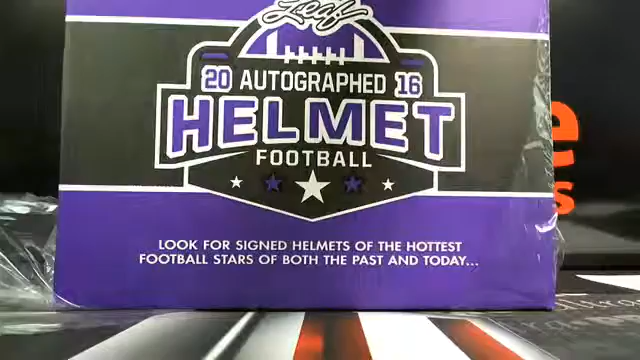 Leaf
20 AUTOGRAPHED 16
HELMET
FOOTBALL
LOOK FOR SIGNED HELMETS OF THE HOTTEST
FOOTBALL STARS OF BOTH THE PAST AND TODAY...